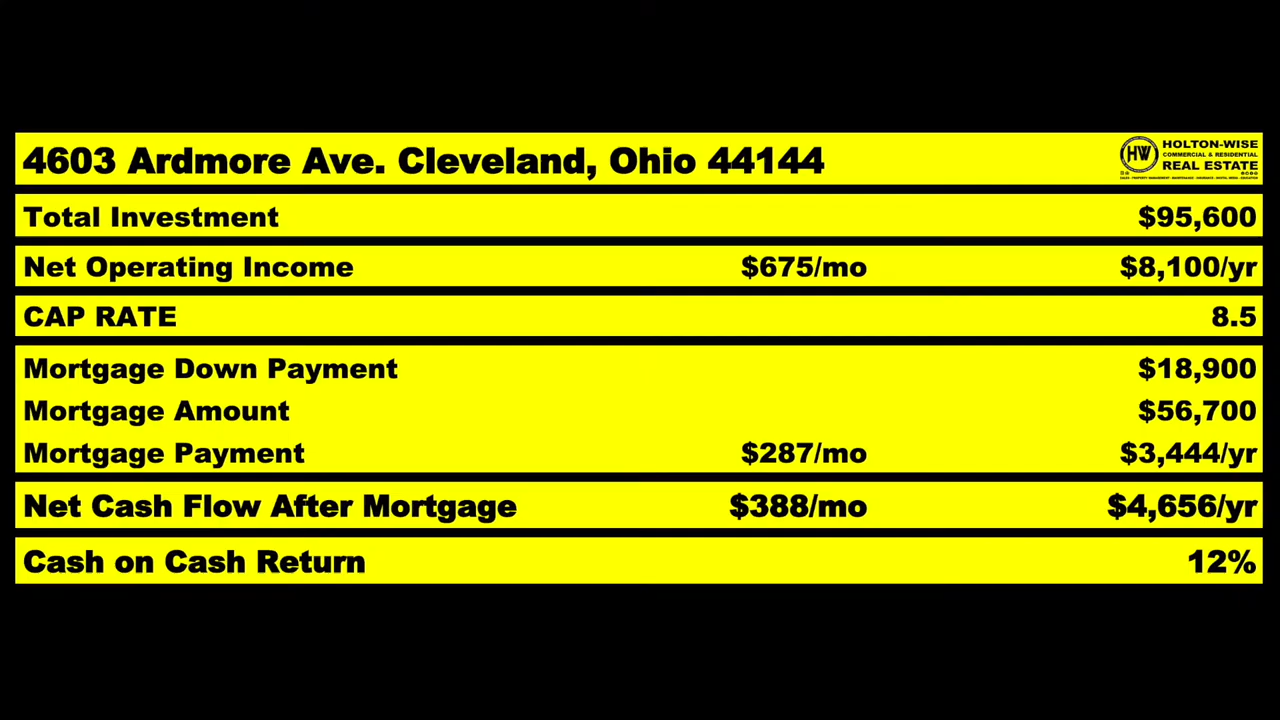 4603 Ardmore Ave. Cleveland, Ohio 44144
HW
HOLTON-WISE
COMMERCIAL & RESIDENTIAL
REAL ESTATE
Total Investment $95,600
Net Operating Income $675/mo $8,100/yr
CAP RATE 8.5
Mortgage Down Payment $18,900
Mortgage Amount $56,700
Mortgage Payment $287/mo $3,444/yr
Net Cash Flow After Mortgage $388/mo $4,656/yr
Cash on Cash Return 12%